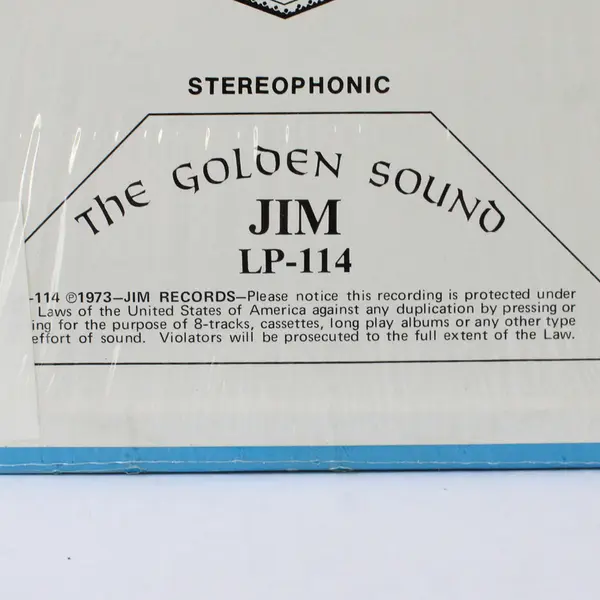 STEREOPHONIC
The Golden Sound
JIM
LP-114
-114 ℗1973—JIM RECORDS—Please notice this recording is protected under
Laws of the United States of America against any duplication by pressing or
ing for the purpose of 8-tracks, cassettes, long play albums or any other type
effort of sound. Violators will be prosecuted to the full extent of the Law.